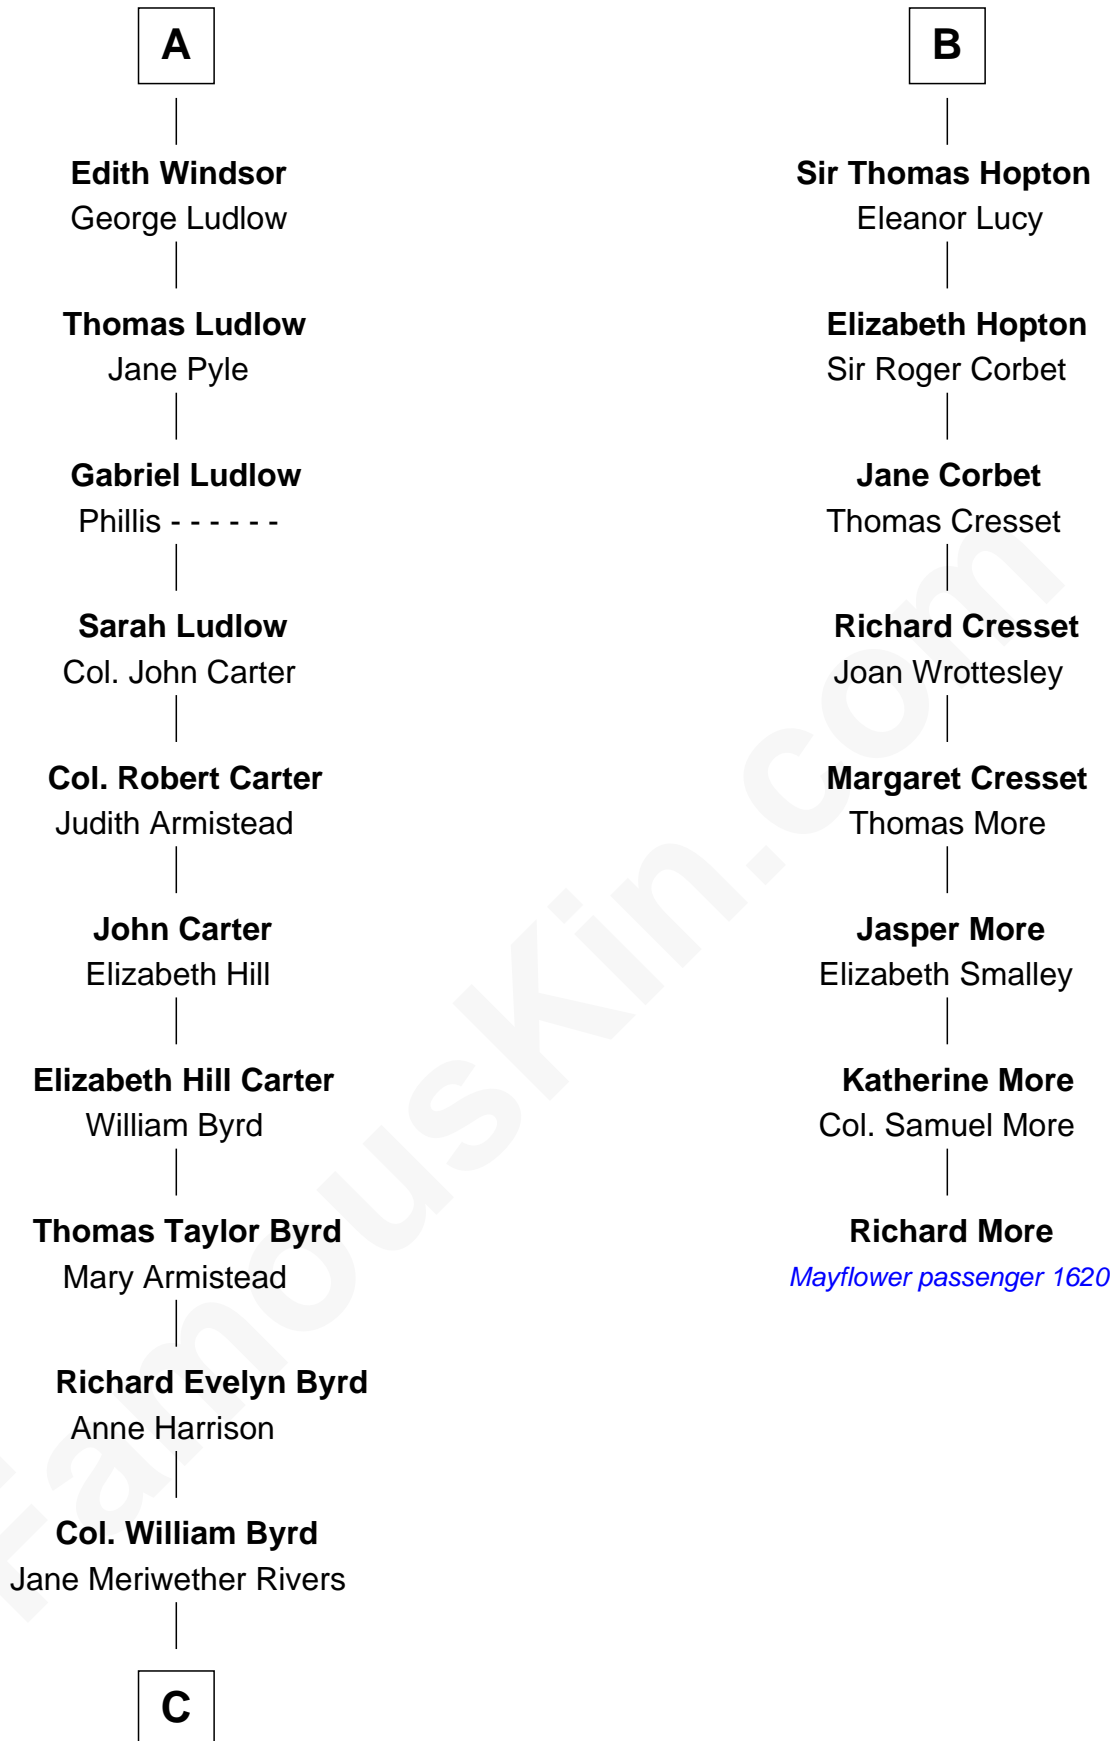 A
Edith Windsor
George Ludlow
Thomas Ludlow
Jane Pyle
Gabriel Ludlow
Phillis - - - - - -
Sarah Ludlow
Col. John Carter
Col. Robert Carter
Judith Armistead
John Carter
Elizabeth Hill
Elizabeth Hill Carter
William Byrd
Thomas Taylor Byrd
Mary Armistead
Richard Evelyn Byrd
Anne Harrison
Col. William Byrd
Jane Meriwether Rivers
C
B
Sir Thomas Hopton
Eleanor Lucy
Elizabeth Hopton
Sir Roger Corbet
Jane Corbet
Thomas Cresset
Richard Cresset
Joan Wrottesley
Margaret Cresset
Thomas More
Jasper More
Elizabeth Smalley
Katherine More
Col. Samuel More
Richard More
Mayflower passenger 1620
FamousKin.com